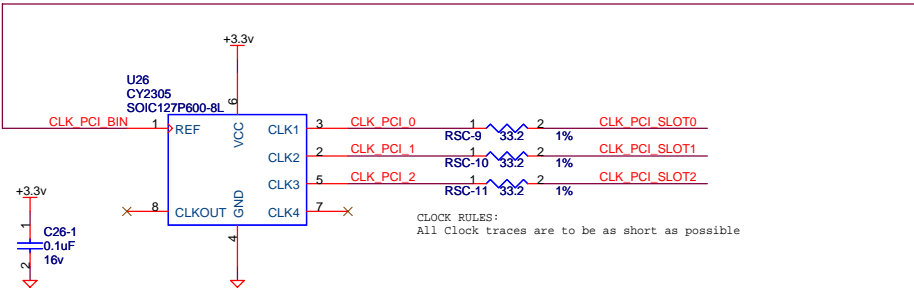 +3.3v
U26
CY2305
SOIC127P600-8L
6
CLK_PCI_BIN
1
REF
VCC
CLK1
3
CLK_PCI_0
1
2
CLK_PCI_SLOT0
RSC-9
33.2
1%
CLK2
2
CLK_PCI_1
1
2
CLK_PCI_SLOT1
RSC-10
33.2
1%
CLK3
5
CLK_PCI_2
1
2
CLK_PCI_SLOT2
RSC-11
33.2
1%
8
CLKOUT
GND
CLK4
7
4
+3.3v
1
C26-1
0.1uF
16v
2
CLOCK RULES:
All Clock traces are to be as short as possible